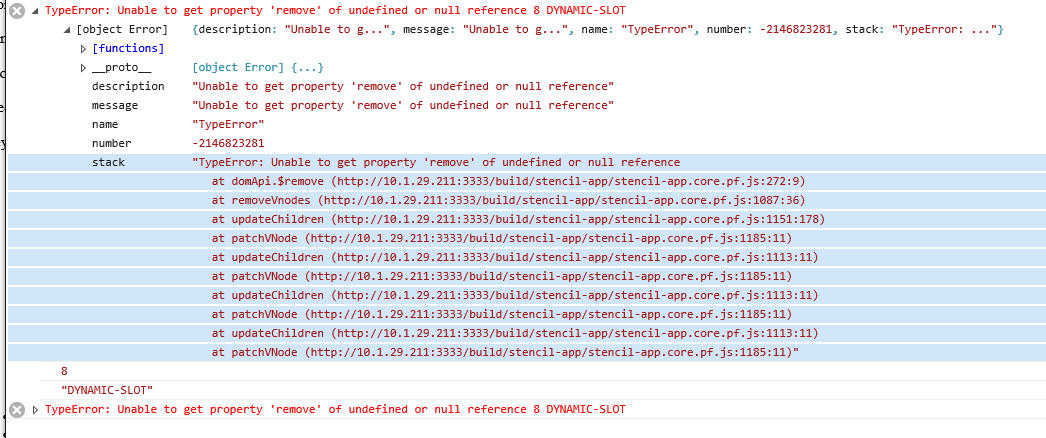 TypeError: Unable to get property 'remove' of undefined or null reference 8 DYNAMIC-SLOT
[object Error] {description: "Unable to g...", message: "Unable to g...", name: "TypeError", number: -2146823281, stack: "TypeError: ..."}
[functions]
__proto__ [object Error] {...}
description "Unable to get property 'remove' of undefined or null reference"
message "Unable to get property 'remove' of undefined or null reference"
name "TypeError"
number -2146823281
stack "TypeError: Unable to get property 'remove' of undefined or null reference
at domApi.$remove (http://10.1.29.211:3333/build/stencil-app/stencil-app.core.pf.js:272:9)
at removeVnodes (http://10.1.29.211:3333/build/stencil-app/stencil-app.core.pf.js:1087:36)
at updateChildren (http://10.1.29.211:3333/build/stencil-app/stencil-app.core.pf.js:1151:178)
at patchVNode (http://10.1.29.211:3333/build/stencil-app/stencil-app.core.pf.js:1185:11)
at updateChildren (http://10.1.29.211:3333/build/stencil-app/stencil-app.core.pf.js:1113:11)
at patchVNode (http://10.1.29.211:3333/build/stencil-app/stencil-app.core.pf.js:1185:11)
at updateChildren (http://10.1.29.211:3333/build/stencil-app/stencil-app.core.pf.js:1113:11)
at patchVNode (http://10.1.29.211:3333/build/stencil-app/stencil-app.core.pf.js:1185:11)
at updateChildren (http://10.1.29.211:3333/build/stencil-app/stencil-app.core.pf.js:1113:11)
at patchVNode (http://10.1.29.211:3333/build/stencil-app/stencil-app.core.pf.js:1185:11)"
8
"DYNAMIC-SLOT"
TypeError: Unable to get property 'remove' of undefined or null reference 8 DYNAMIC-SLOT